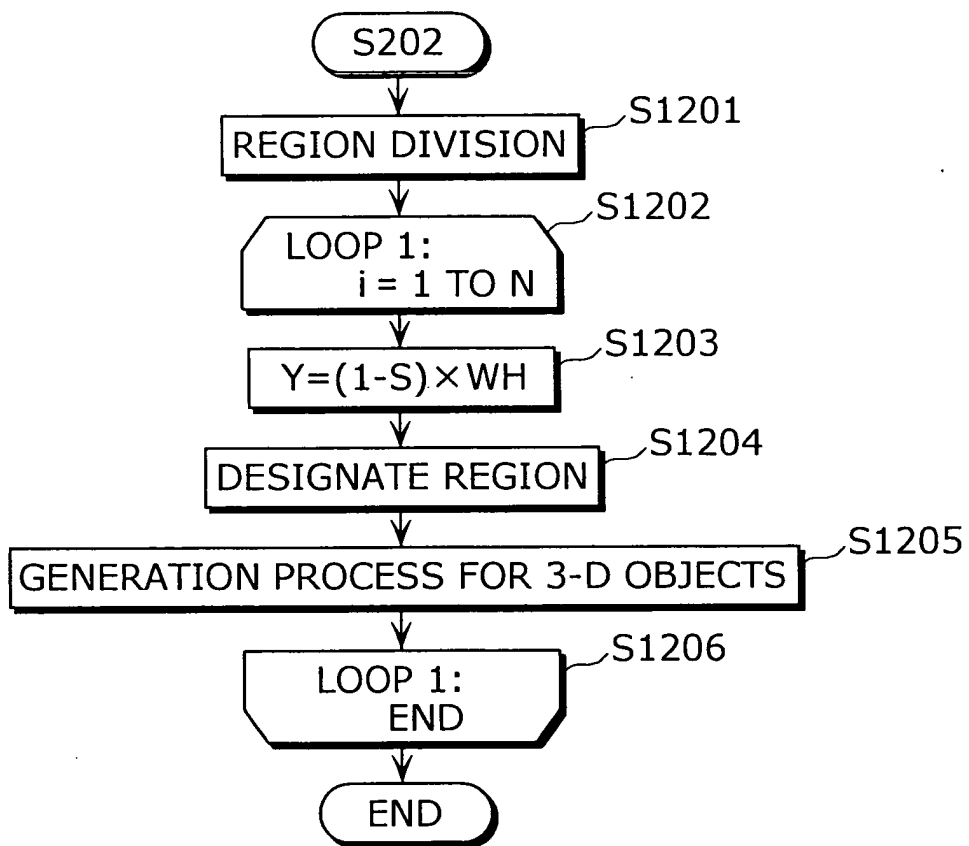 S202
S1201
REGION DIVISION
S1202
LOOP 1:
i = 1 TO N
S1203
Y=(1-S)×WH
S1204
DESIGNATE REGION
S1205
GENERATION PROCESS FOR 3-D OBJECTS
S1206
LOOP 1:
END
END